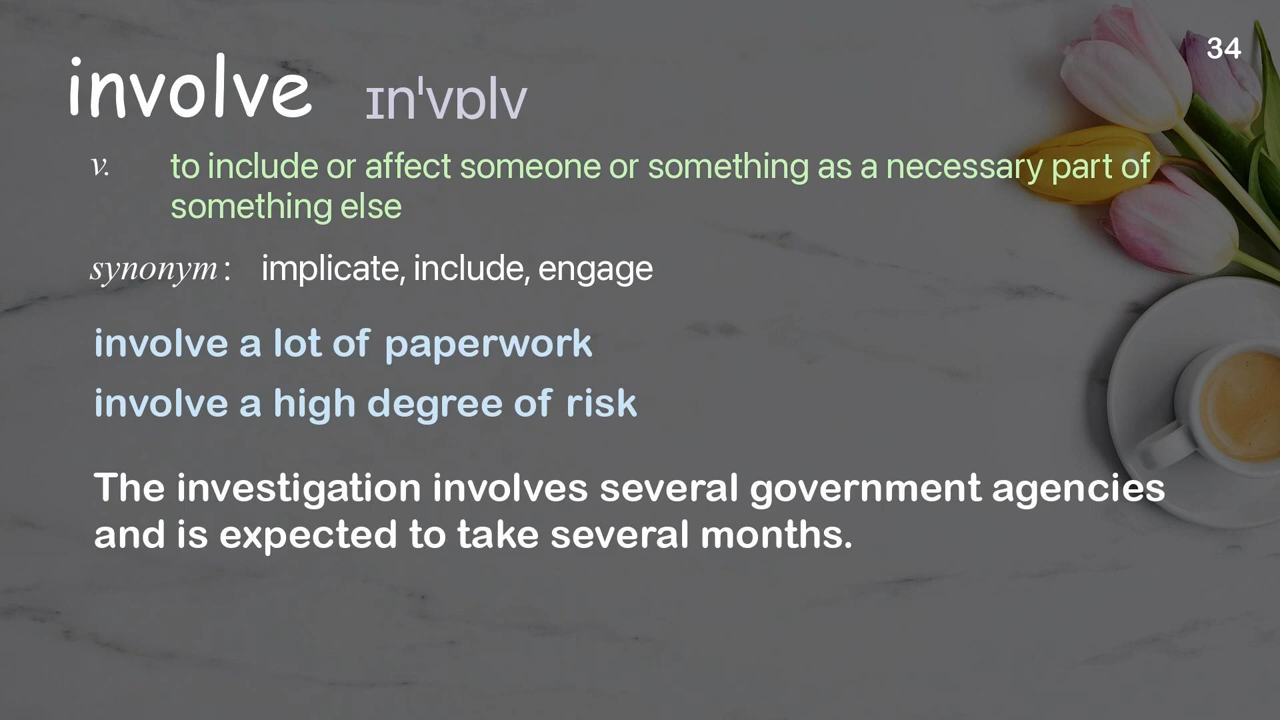 34
involve ɪnˈvɒlv
v. to include or affect someone or something as a necessary part of
something else
synonym: implicate, include, engage
involve a lot of paperwork
involve a high degree of risk
The investigation involves several government agencies
and is expected to take several months.